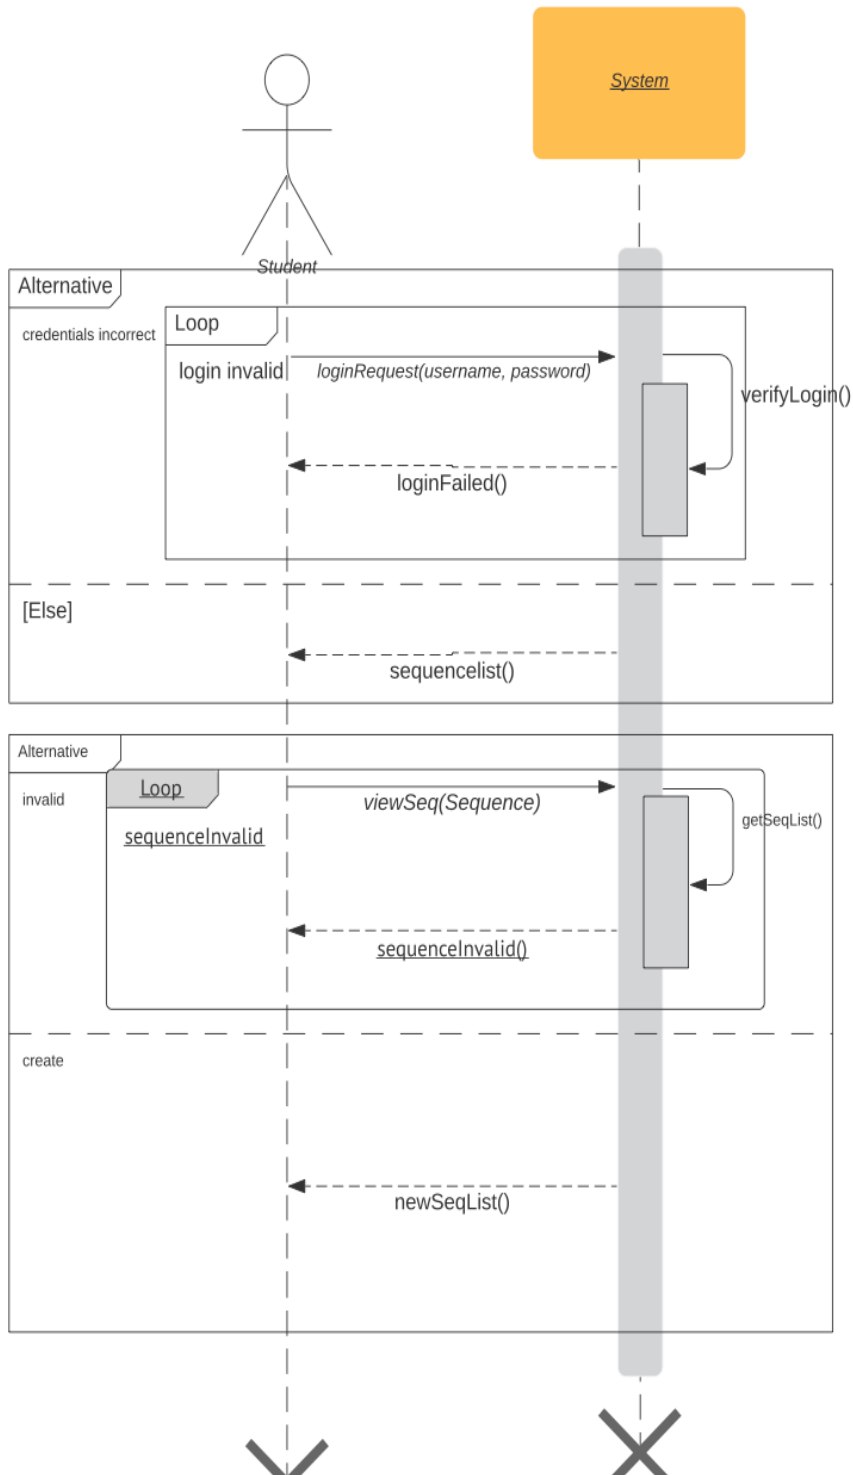 System
Student
Alternative
Loop
credentials incorrect
login invalid
loginRequest(username, password)
verifyLogin()
loginFailed()
[Else]
sequencelist()
Alternative
Loop
invalid
viewSeq(Sequence)
getSeqList()
sequenceInvalid
sequenceInvalid()
create
newSeqList()